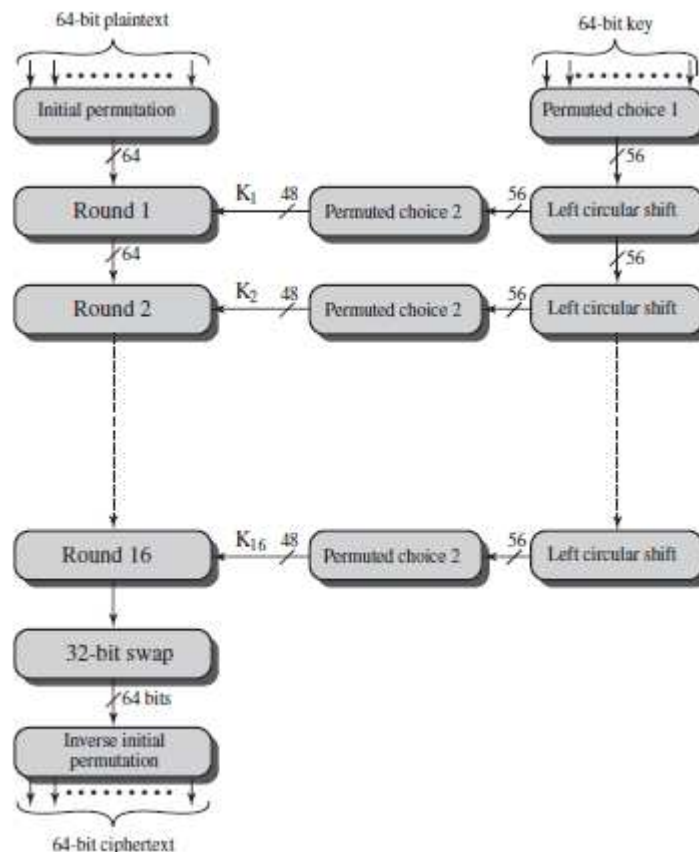 64-bit plaintext
64-bit key
Initial permutation
Permuted choice 1
64
56
Round 1
K1
48
Permuted choice 2
56
Left circular shift
64
56
Round 2
K2
48
Permuted choice 2
56
Left circular shift
Round 16
K16
48
Permuted choice 2
56
Left circular shift
32-bit swap
64 bits
Inverse initial
permutation
64-bit ciphertext